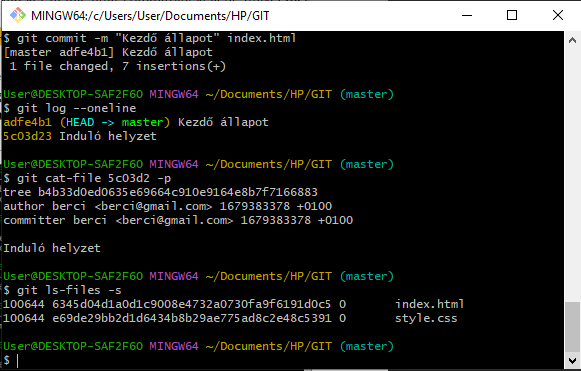 MINGW64:/c/Users/User/Documents/HP/GIT
$ git commit -m "Kezdő állapot" index.html
[master adfe4b1] Kezdő állapot
 1 file changed, 7 insertions(+)
User@DESKTOP-SAF2F6O MINGW64 ~/Documents/HP/GIT (master)
$ git log --oneline
adfe4b1 (HEAD -> master) Kezdő állapot
5c03d23 Induló helyzet
User@DESKTOP-SAF2F6O MINGW64 ~/Documents/HP/GIT (master)
$ git cat-file 5c03d2 -p
tree b4b33d0ed0635e69664c910e9164e8b7f7166883
author berci <berci@gmail.com> 1679383378 +0100
committer berci <berci@gmail.com> 1679383378 +0100
Induló helyzet
User@DESKTOP-SAF2F6O MINGW64 ~/Documents/HP/GIT (master)
$ git ls-files -s
100644 6345d04d1a0d1c9008e4732a0730fa9f6191d0c5 0       index.html
100644 e69de29bb2d1d6434b8b29ae775ad8c2e48c5391 0       style.css
User@DESKTOP-SAF2F6O MINGW64 ~/Documents/HP/GIT (master)
$